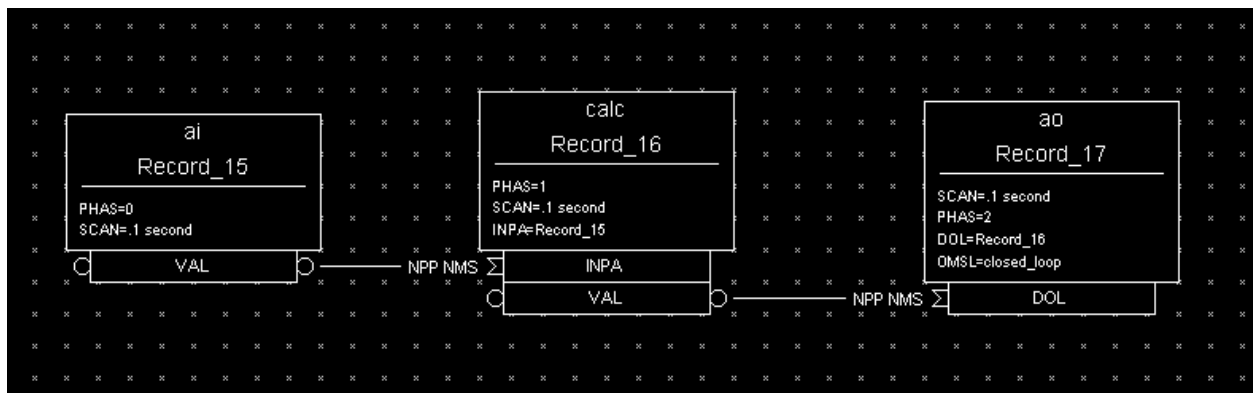 ai
Record_15
PHAS=0
SCAN=.1 second
VAL
NPP NMS
calc
Record_16
PHAS=1
SCAN=.1 second
INPA=Record_15
INPA
VAL
NPP NMS
ao
Record_17
SCAN=.1 second
PHAS=2
DOL=Record_16
OMSL=closed_loop
DOL